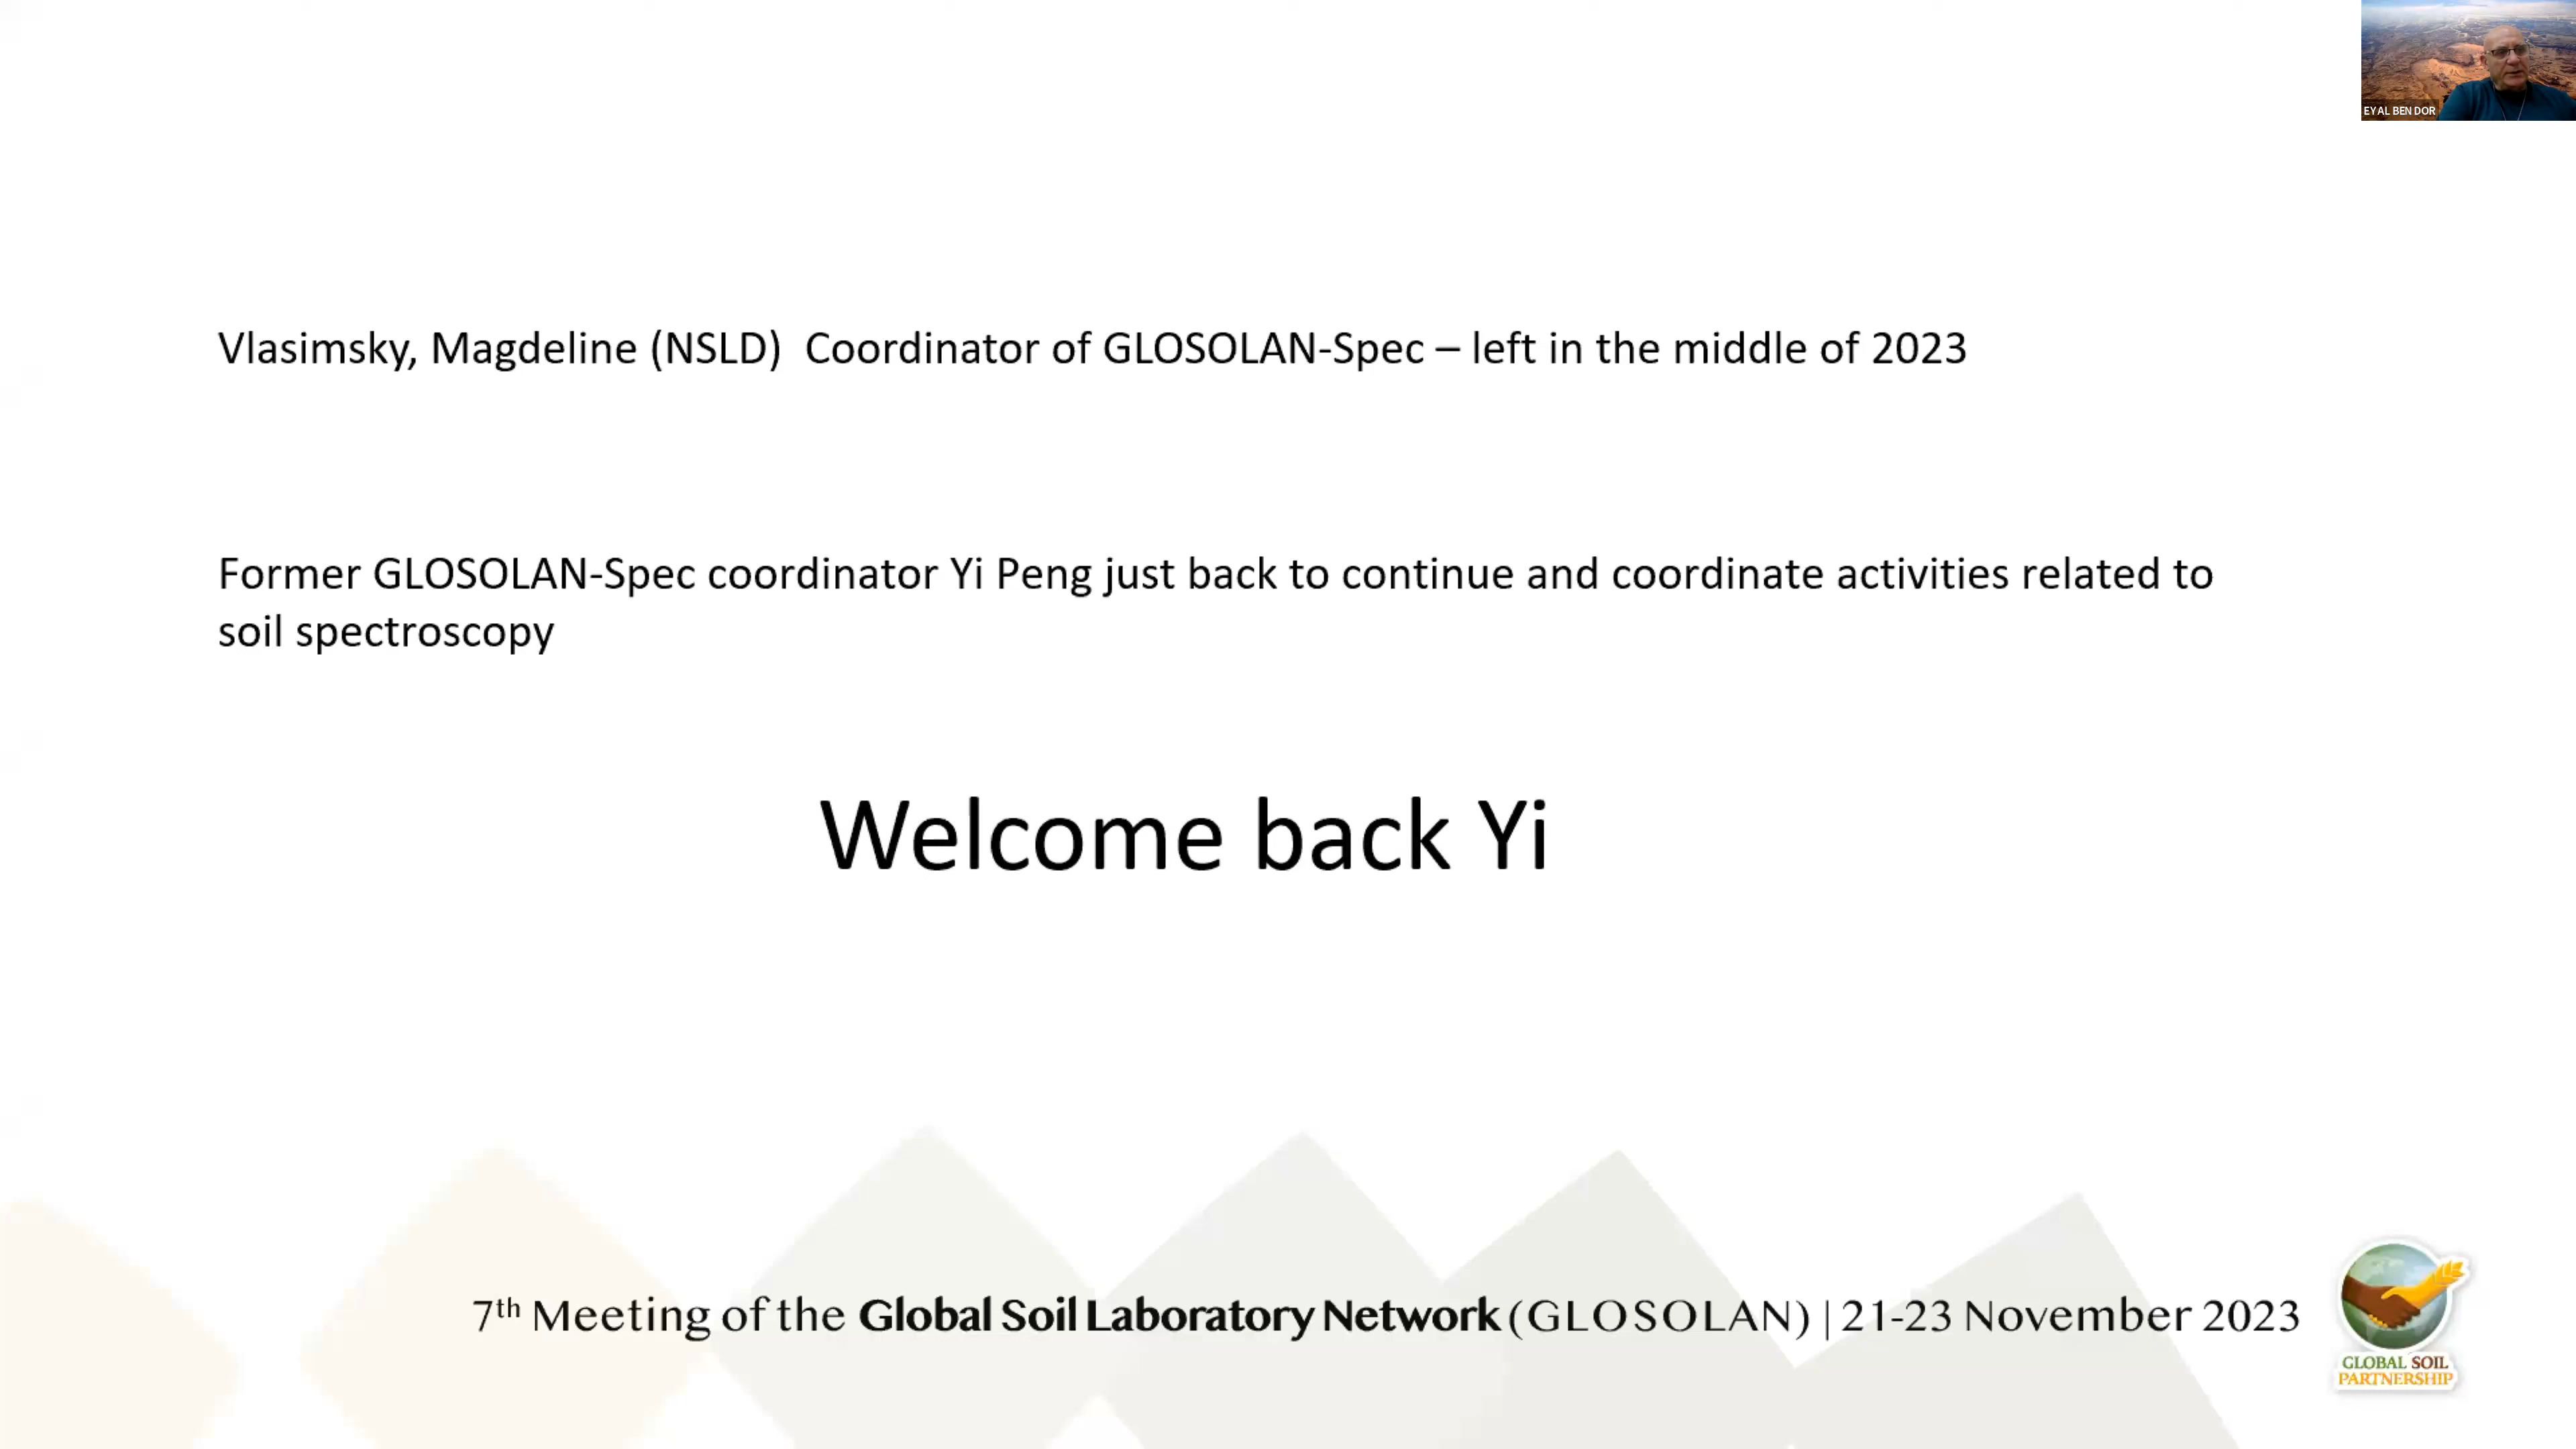 EYAL BEN DOR
Vlasimsky, Magdeline (NSLD)  Coordinator of GLOSOLAN-Spec – left in the middle of 2023
Former GLOSOLAN-Spec coordinator Yi Peng just back to continue and coordinate activities related to
soil spectroscopy
Welcome back Yi
7th Meeting of the Global Soil Laboratory Network (GLOSOLAN) | 21-23 November 2023
GLOBAL SOIL
PARTNERSHIP